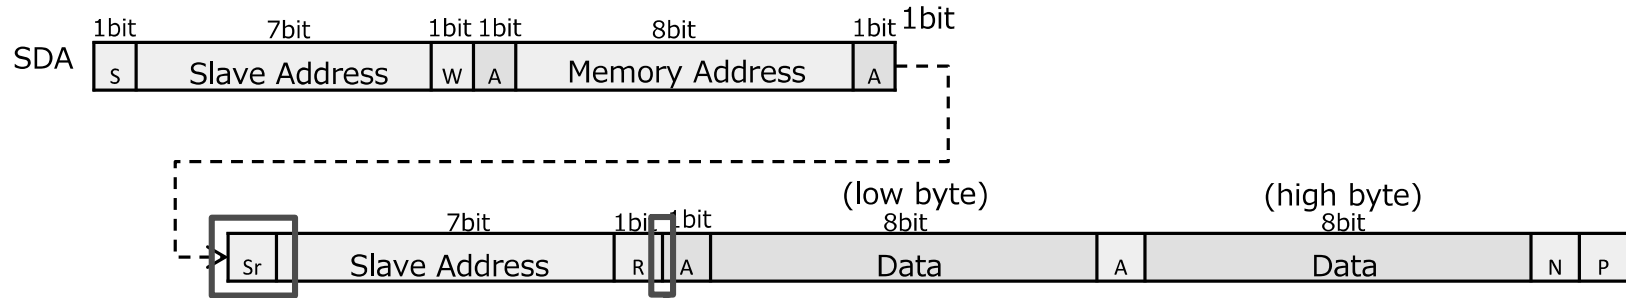 1bit 7bit 1bit 1bit 8bit 1bit 1bit
SDA S Slave Address W A Memory Address A
(low byte) (high byte)
7bit 1bit 1bit 8bit 8bit
Sr Slave Address R A Data A Data N P